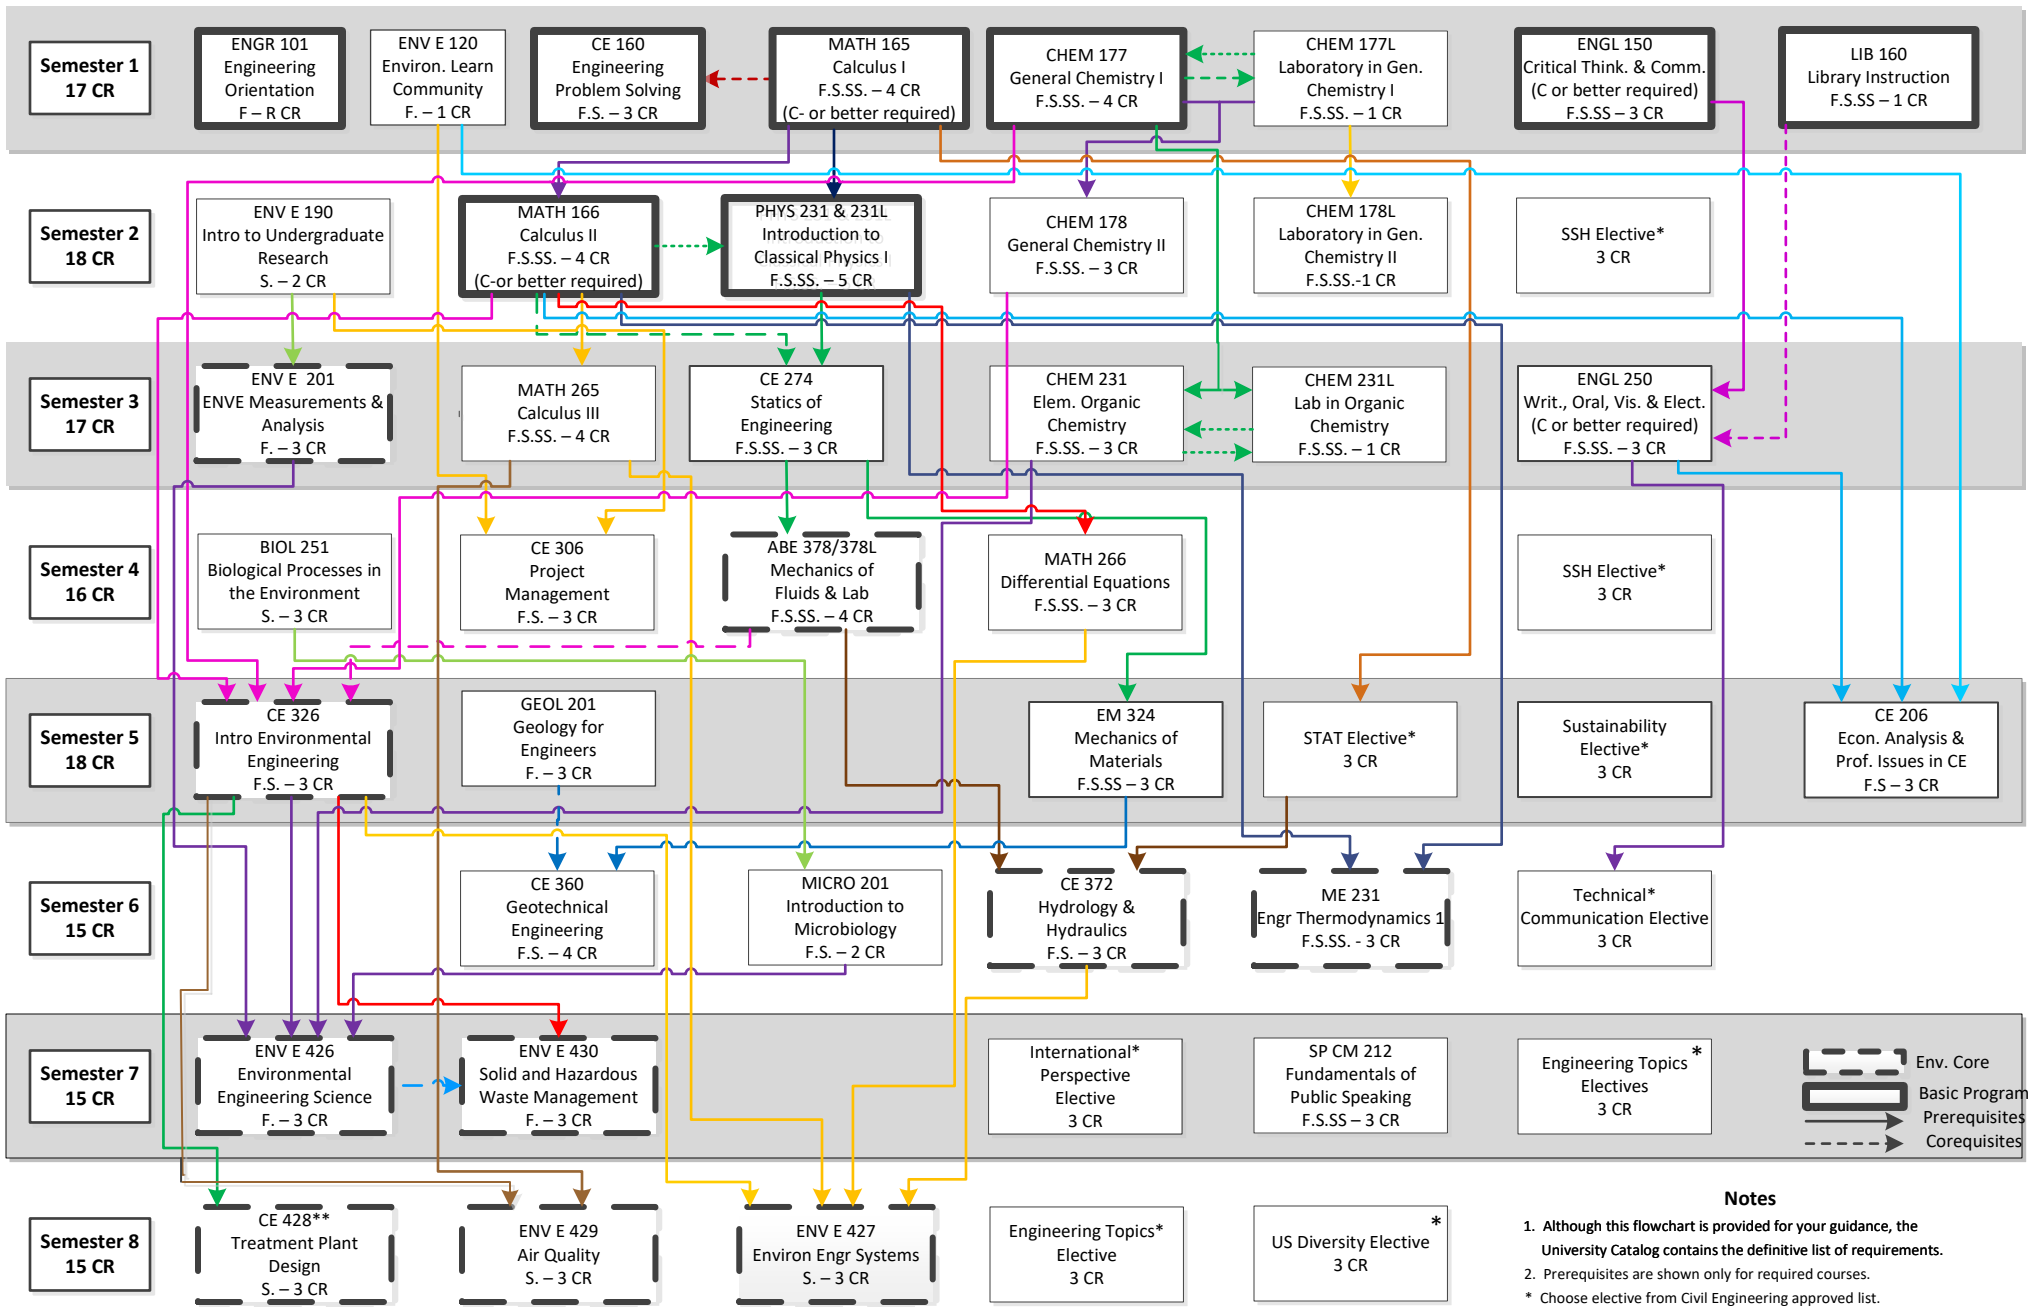 Semester 1
17 CR
ENGR 101
Engineering
Orientation
F – R CR
ENV E 120
Environ. Learn
Community
F. – 1 CR
CE 160
Engineering
Problem Solving
F.S. – 3 CR
MATH 165
Calculus I
F.S.SS. – 4 CR
(C- or better required)
CHEM 177
General Chemistry I
F.S.SS. – 4 CR
CHEM 177L
Laboratory in Gen.
Chemistry I
F.S.SS. – 1 CR
ENGL 150
Critical Think. & Comm.
(C or better required)
F.S.SS – 3 CR
LIB 160
Library Instruction
F.S.SS – 1 CR
Semester 2
18 CR
ENV E 190
Intro to Undergraduate
Research
S. – 2 CR
MATH 166
Calculus II
F.S.SS. – 4 CR
(C-or better required)
PHYS 231 & 231L
Introduction to
Classical Physics I
F.S.SS. – 5 CR
CHEM 178
General Chemistry II
F.S.SS. – 3 CR
CHEM 178L
Laboratory in Gen.
Chemistry II
F.S.SS.-1 CR
SSH Elective*
3 CR
Semester 3
17 CR
ENV E 201
ENVE Measurements &
Analysis
F. – 3 CR
MATH 265
Calculus III
F.S.SS. – 4 CR
CE 274
Statics of
Engineering
F.S.SS. – 3 CR
CHEM 231
Elem. Organic
Chemistry
F.S.SS. – 3 CR
CHEM 231L
Lab in Organic
Chemistry
F.S.SS. – 1 CR
ENGL 250
Writ., Oral, Vis. & Elect.
(C or better required)
F.S.SS. – 3 CR
Semester 4
16 CR
BIOL 251
Biological Processes in
the Environment
S. – 3 CR
CE 306
Project
Management
F.S. – 3 CR
ABE 378/378L
Mechanics of
Fluids & Lab
F.S.SS. – 4 CR
MATH 266
Differential Equations
F.S.SS. – 3 CR
SSH Elective*
3 CR
Semester 5
18 CR
CE 326
Intro Environmental
Engineering
F.S. – 3 CR
GEOL 201
Geology for
Engineers
F. – 3 CR
EM 324
Mechanics of
Materials
F.S.SS – 3 CR
STAT Elective*
3 CR
Sustainability
Elective*
3 CR
CE 206
Econ. Analysis &
Prof. Issues in CE
F.S – 3 CR
Semester 6
15 CR
CE 360
Geotechnical
Engineering
F.S. – 4 CR
MICRO 201
Introduction to
Microbiology
F.S. – 2 CR
CE 372
Hydrology &
Hydraulics
F.S. – 3 CR
ME 231
Engr Thermodynamics 1
F.S.SS. - 3 CR
Technical*
Communication Elective
3 CR
Semester 7
15 CR
ENV E 426
Environmental
Engineering Science
F. – 3 CR
ENV E 430
Solid and Hazardous
Waste Management
F. – 3 CR
International*
Perspective
Elective
3 CR
SP CM 212
Fundamentals of
Public Speaking
F.S.SS – 3 CR
Engineering Topics *
Electives
3 CR
Env. Core
Basic Program
Prerequisites
Corequisites
Semester 8
15 CR
CE 428**
Treatment Plant
Design
S. – 3 CR
ENV E 429
Air Quality
S. – 3 CR
ENV E 427
Environ Engr Systems
S. – 3 CR
Engineering Topics*
Elective
3 CR
*
US Diversity Elective
3 CR
Notes
1. Although this flowchart is provided for your guidance, the
University Catalog contains the definitive list of requirements.
2. Prerequisites are shown only for required courses.
* Choose elective from Civil Engineering approved list.